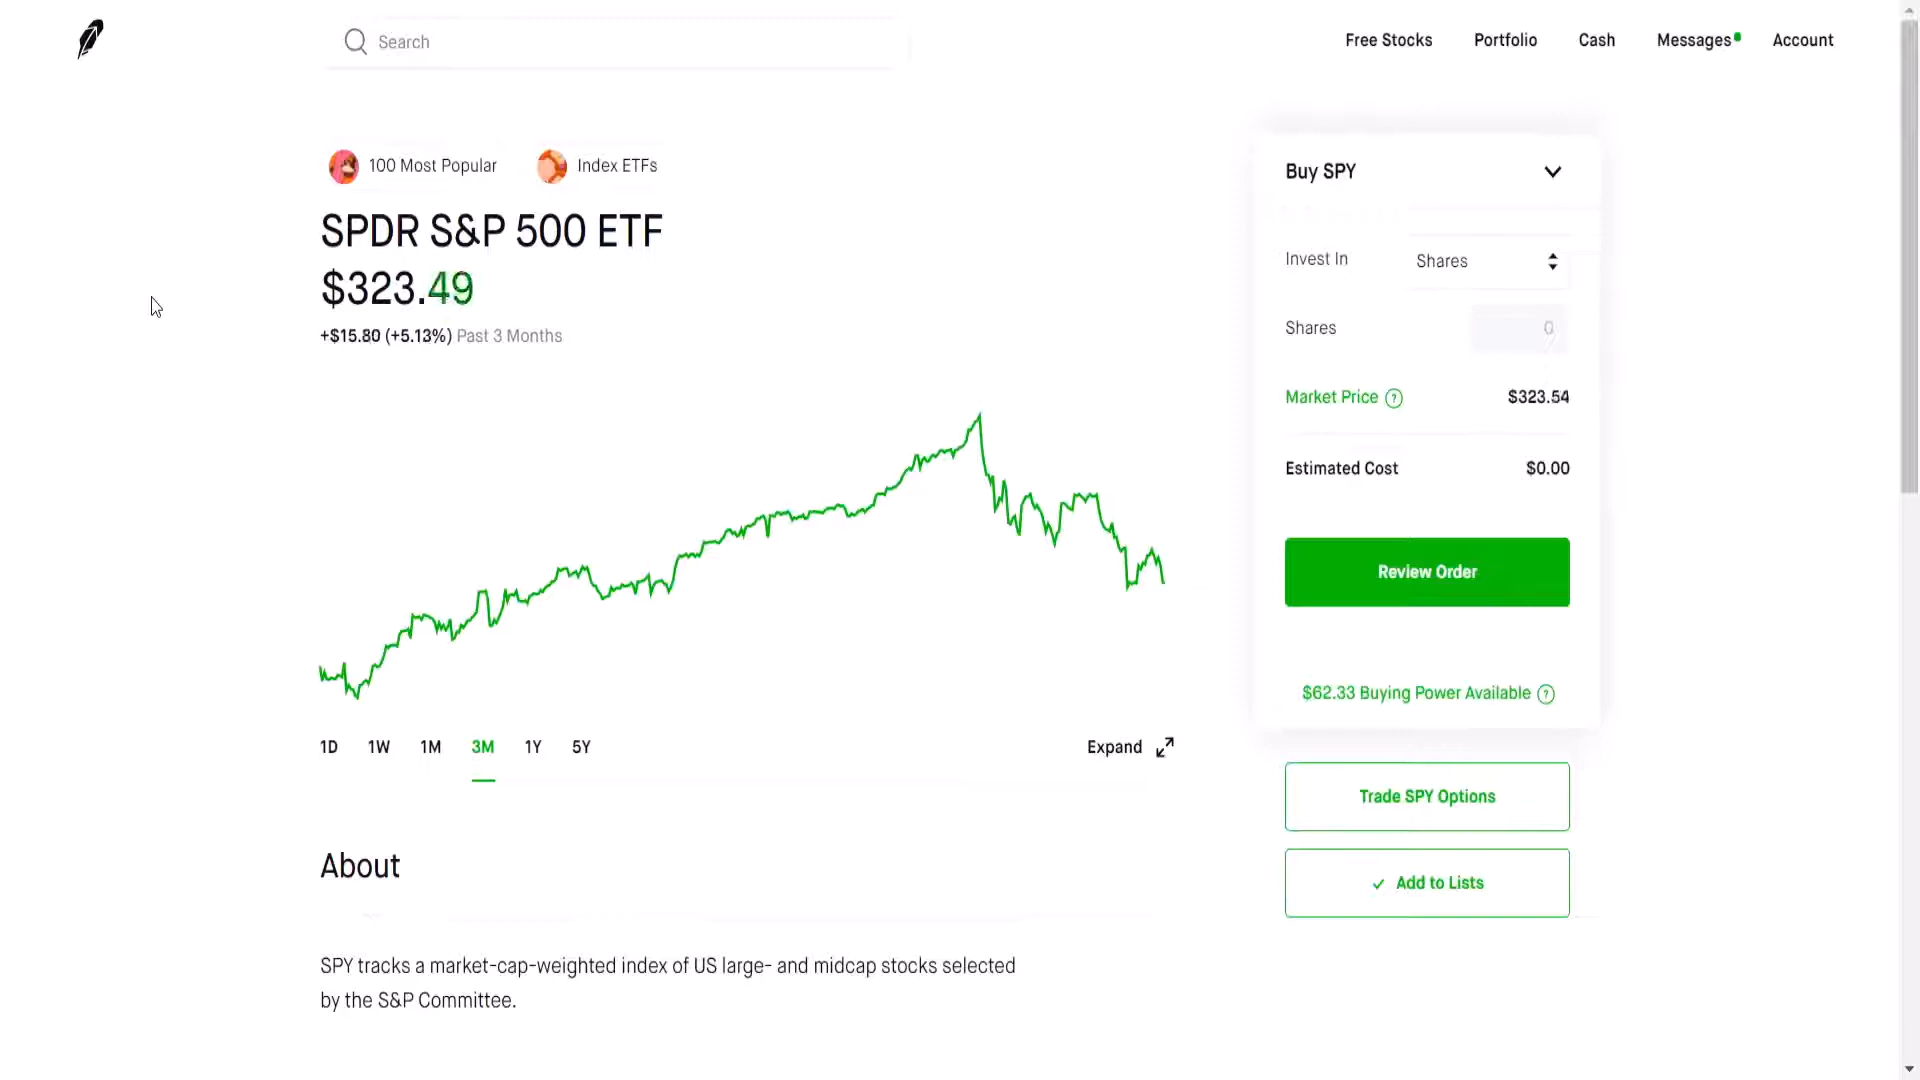 Search
Free Stocks
Portfolio
Cash
Messages
Account
100 Most Popular
Index ETFs
SPDR S&P 500 ETF
$323.49
+$15.80 (+5.13%) Past 3 Months
1D
1W
1M
3M
1Y
5Y
Expand
About
SPY tracks a market-cap-weighted index of US large- and midcap stocks selected
by the S&P Committee.
Buy SPY
Invest In
Shares
Shares
0
Market Price ?
$323.54
Estimated Cost
$0.00
Review Order
$62.33 Buying Power Available ?
Trade SPY Options
✓ Add to Lists